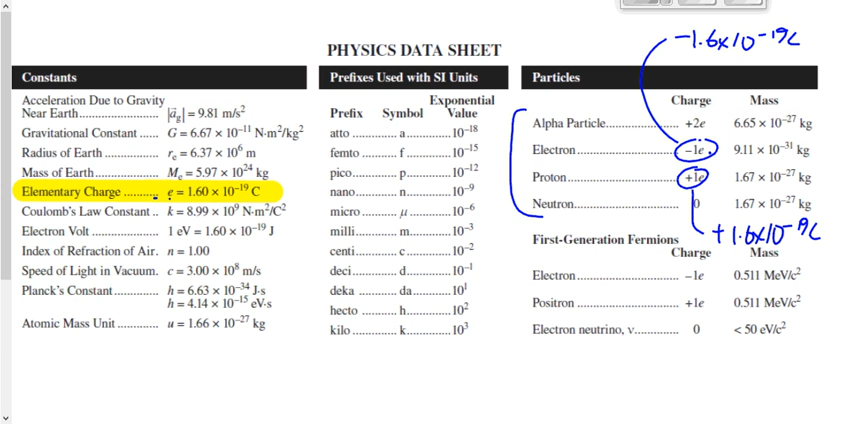 −1.6x10⁻¹⁹C
PHYSICS DATA SHEET
Constants
Acceleration Due to Gravity
Near Earth.................... |a⃗g| = 9.81 m/s²
Gravitational Constant ...... G = 6.67 × 10⁻¹¹ N·m²/kg²
Radius of Earth................. rₑ = 6.37 × 10⁶ m
Mass of Earth.................... Mₑ = 5.97 × 10²⁴ kg
Elementary Charge ........... e = 1.60 × 10⁻¹⁹ C
Coulomb's Law Constant .. k = 8.99 × 10⁹ N·m²/C²
Electron Volt.................... 1 eV = 1.60 × 10⁻¹⁹ J
Index of Refraction of Air. n = 1.00
Speed of Light in Vacuum. c = 3.00 × 10⁸ m/s
Planck's Constant.............. h = 6.63 × 10⁻³⁴ J·s
h = 4.14 × 10⁻¹⁵ eV·s
Atomic Mass Unit ............. u = 1.66 × 10⁻²⁷ kg
Prefixes Used with SI Units
Exponential
Prefix Symbol Value
atto ............ a ............ 10⁻¹⁸
femto ........... f ............ 10⁻¹⁵
pico ............ p ............ 10⁻¹²
nano ............ n ............ 10⁻⁹
micro ........... μ ............ 10⁻⁶
milli ........... m ............ 10⁻³
centi ........... c ............ 10⁻²
deci ............ d ............ 10⁻¹
deka ............ da ........... 10¹
hecto ........... h ............ 10²
kilo ............ k ............ 10³
Particles
Charge Mass
Alpha Particle.................... +2e 6.65 × 10⁻²⁷ kg
Electron............................ −1e 9.11 × 10⁻³¹ kg
Proton .............................. +1e 1.67 × 10⁻²⁷ kg
Neutron ............................ 0 1.67 × 10⁻²⁷ kg
+1.6x10⁻¹⁹C
First-Generation Fermions
Charge Mass
Electron............................ −1e 0.511 MeV/c²
Positron ............................ +1e 0.511 MeV/c²
Electron neutrino, ν............. 0 < 50 eV/c²